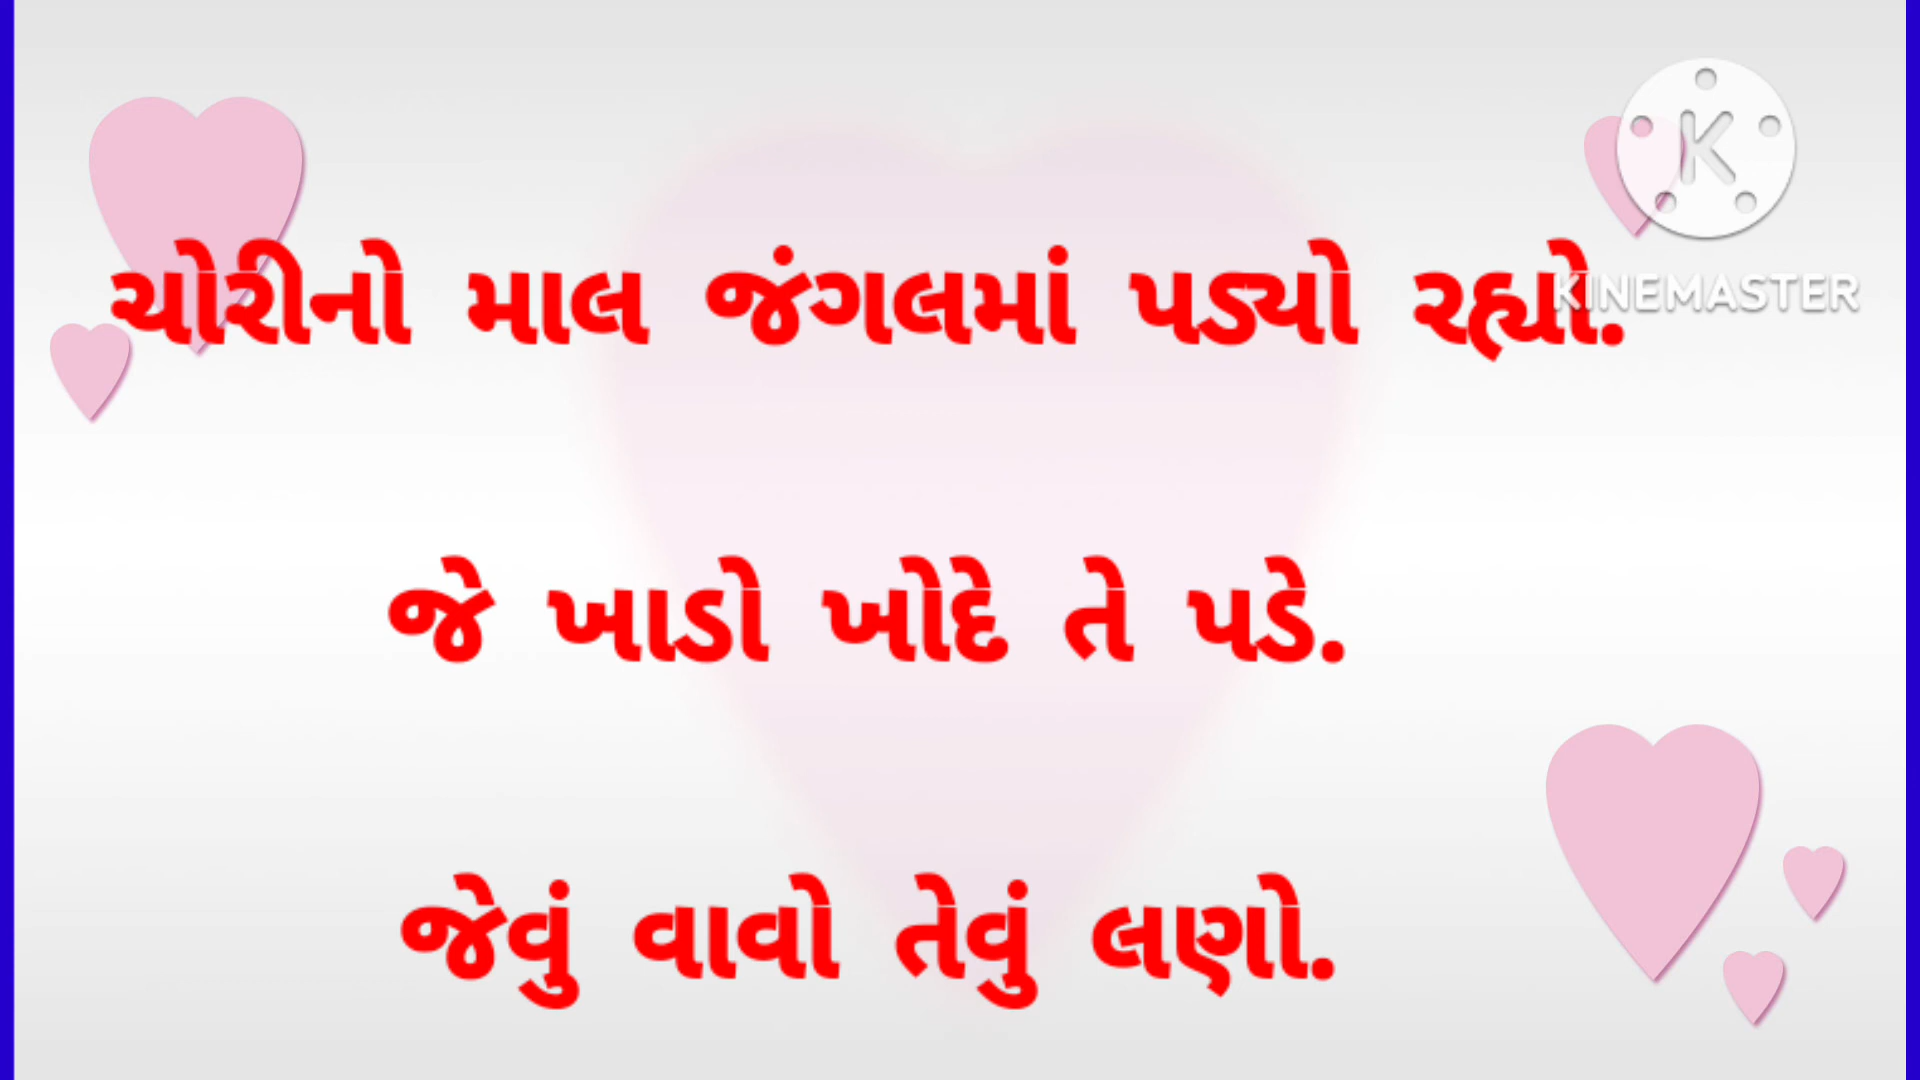 ચોરીનો માલ જંગલમાં પડ્યો રહ્યો.
જે ખાડો ખોદે તે પડે.
જેવું વાવો તેવું લણો.
K
KINEMASTER